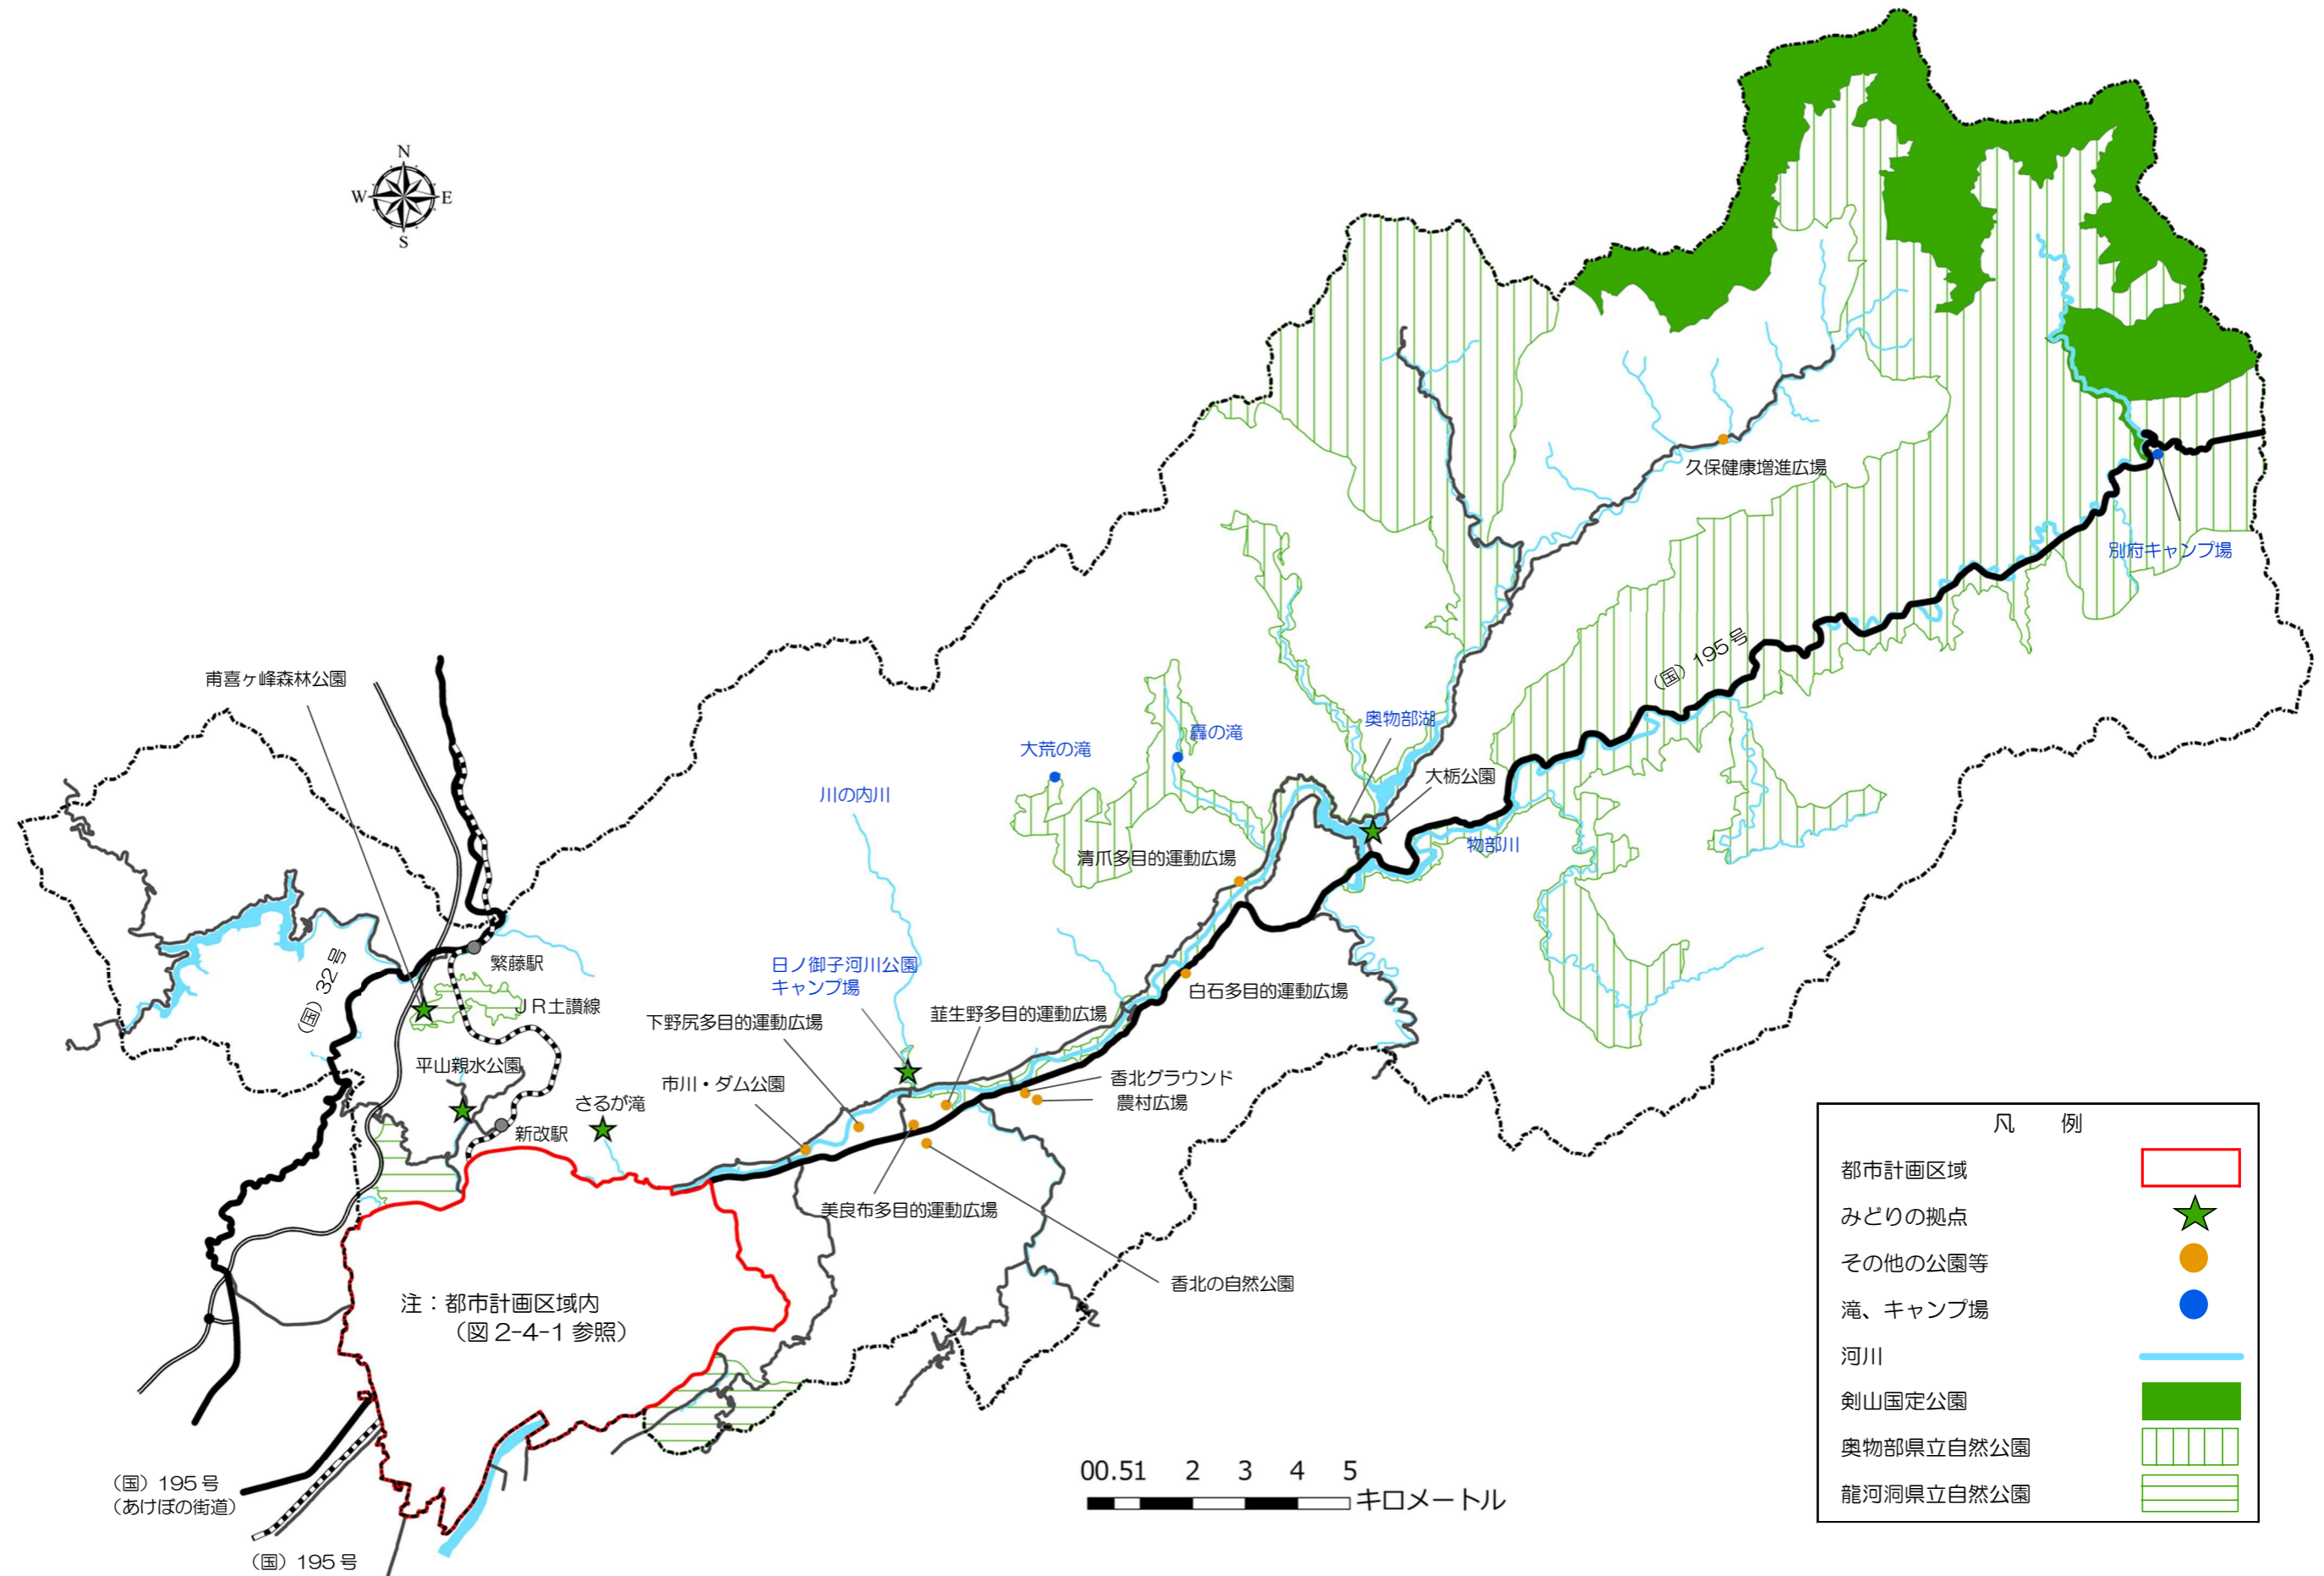 N
W
E
S
久保健康増進広場
別府キャンプ場
(国) 195号
甫喜ヶ峰森林公園
奥物部湖
轟の滝
大荒の滝
大栃公園
川の内川
物部川
清爪多目的運動広場
(国) 32号
繁藤駅
日ノ御子河川公園
キャンプ場
白石多目的運動広場
JR土讃線
韮生野多目的運動広場
下野尻多目的運動広場
平山親水公園
香北グラウンド
農村広場
市川・ダム公園
さるが滝
新改駅
美良布多目的運動広場
香北の自然公園
注：都市計画区域内
（図 2-4-1 参照）
（国）195 号
（あけぼの街道）
（国）195 号
00.51 2 3 4 5
キロメートル
凡 例
都市計画区域
みどりの拠点
その他の公園等
滝、キャンプ場
河川
剣山国定公園
奥物部県立自然公園
龍河洞県立自然公園